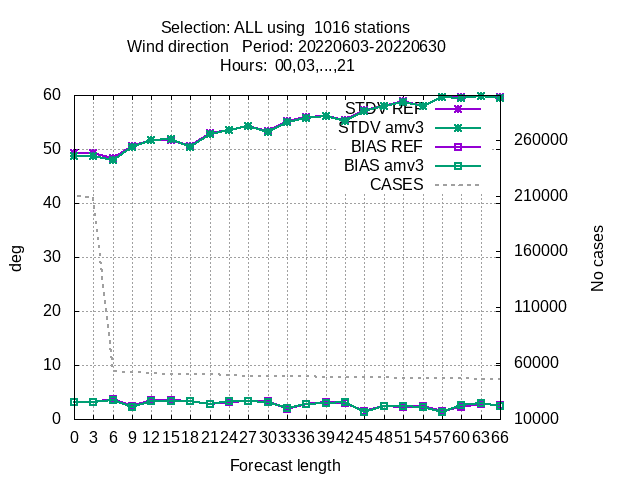 Selection: ALL using  1016 stations
Wind direction   Period: 20220603-20220630
Hours:  00,03,...,21
STDV REF
STDV amv3
BIAS REF
BIAS amv3
CASES
60
50
40
30
20
10
0
deg
260000
210000
160000
110000
60000
10000
No cases
0 3 6 9 12 15 18 21 24 27 30 33 36 39 42 45 48 51 54 57 60 63 66
Forecast length